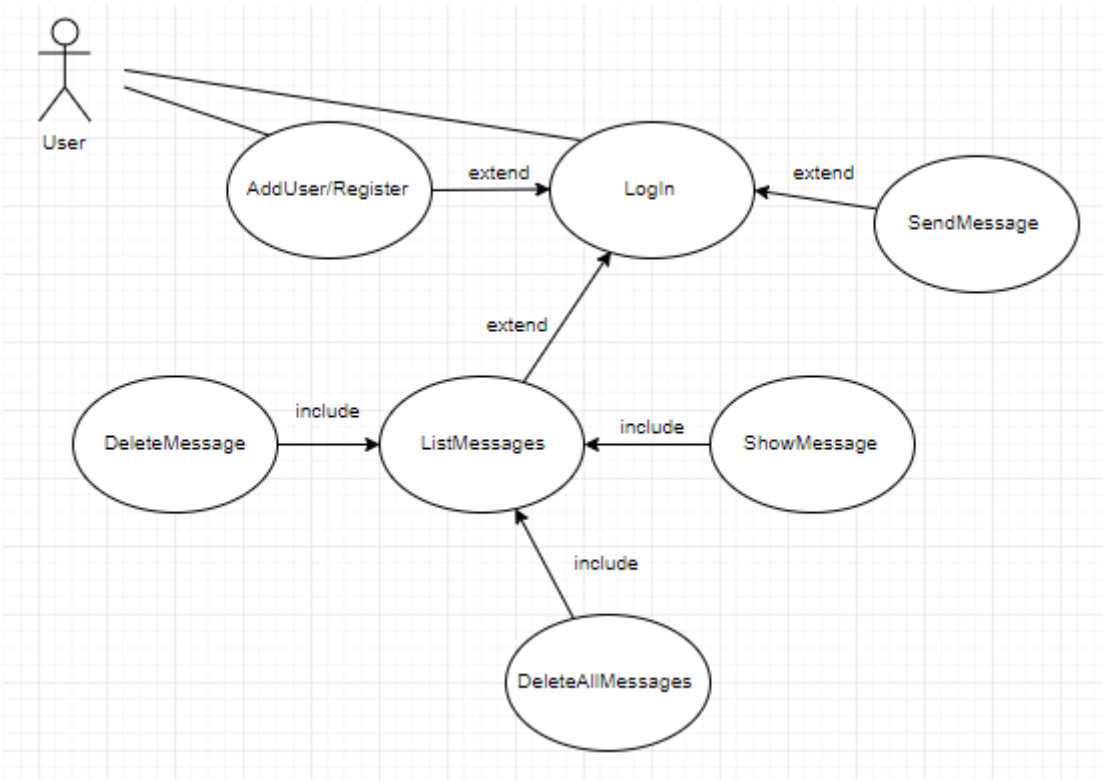 User
AddUser/Register
extend
LogIn
extend
SendMessage
extend
DeleteMessage
include
ListMessages
include
ShowMessage
include
DeleteAllMessages